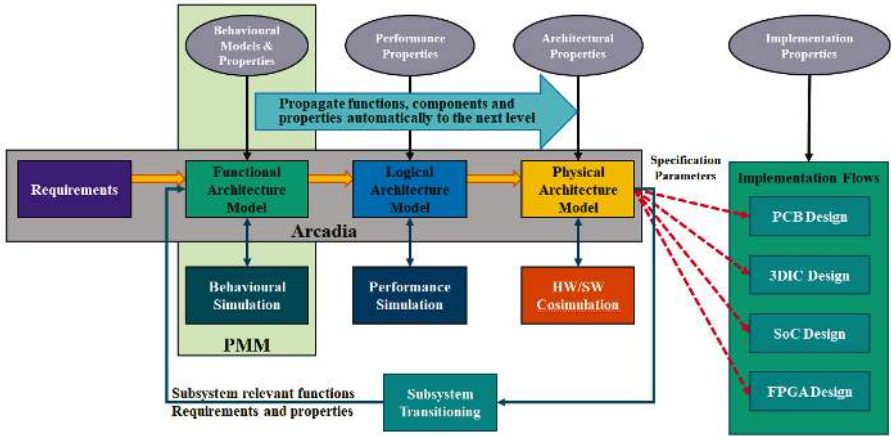 Behavioural
Models &
Properties
Performance
Properties
Architectural
Properties
Implementation
Properties
Propagate functions, components and
properties automatically to the next level
Requirements
Functional
Architecture
Model
Logical
Architecture
Model
Physical
Architecture
Model
Specification
Parameters
Arcadia
Behavioural
Simulation
Performance
Simulation
HW/SW
Cosimulation
PMM
Implementation Flows
PCB Design
3DIC Design
SoC Design
FPGA Design
Subsystem relevant functions
Requirements and properties
Subsystem
Transitioning